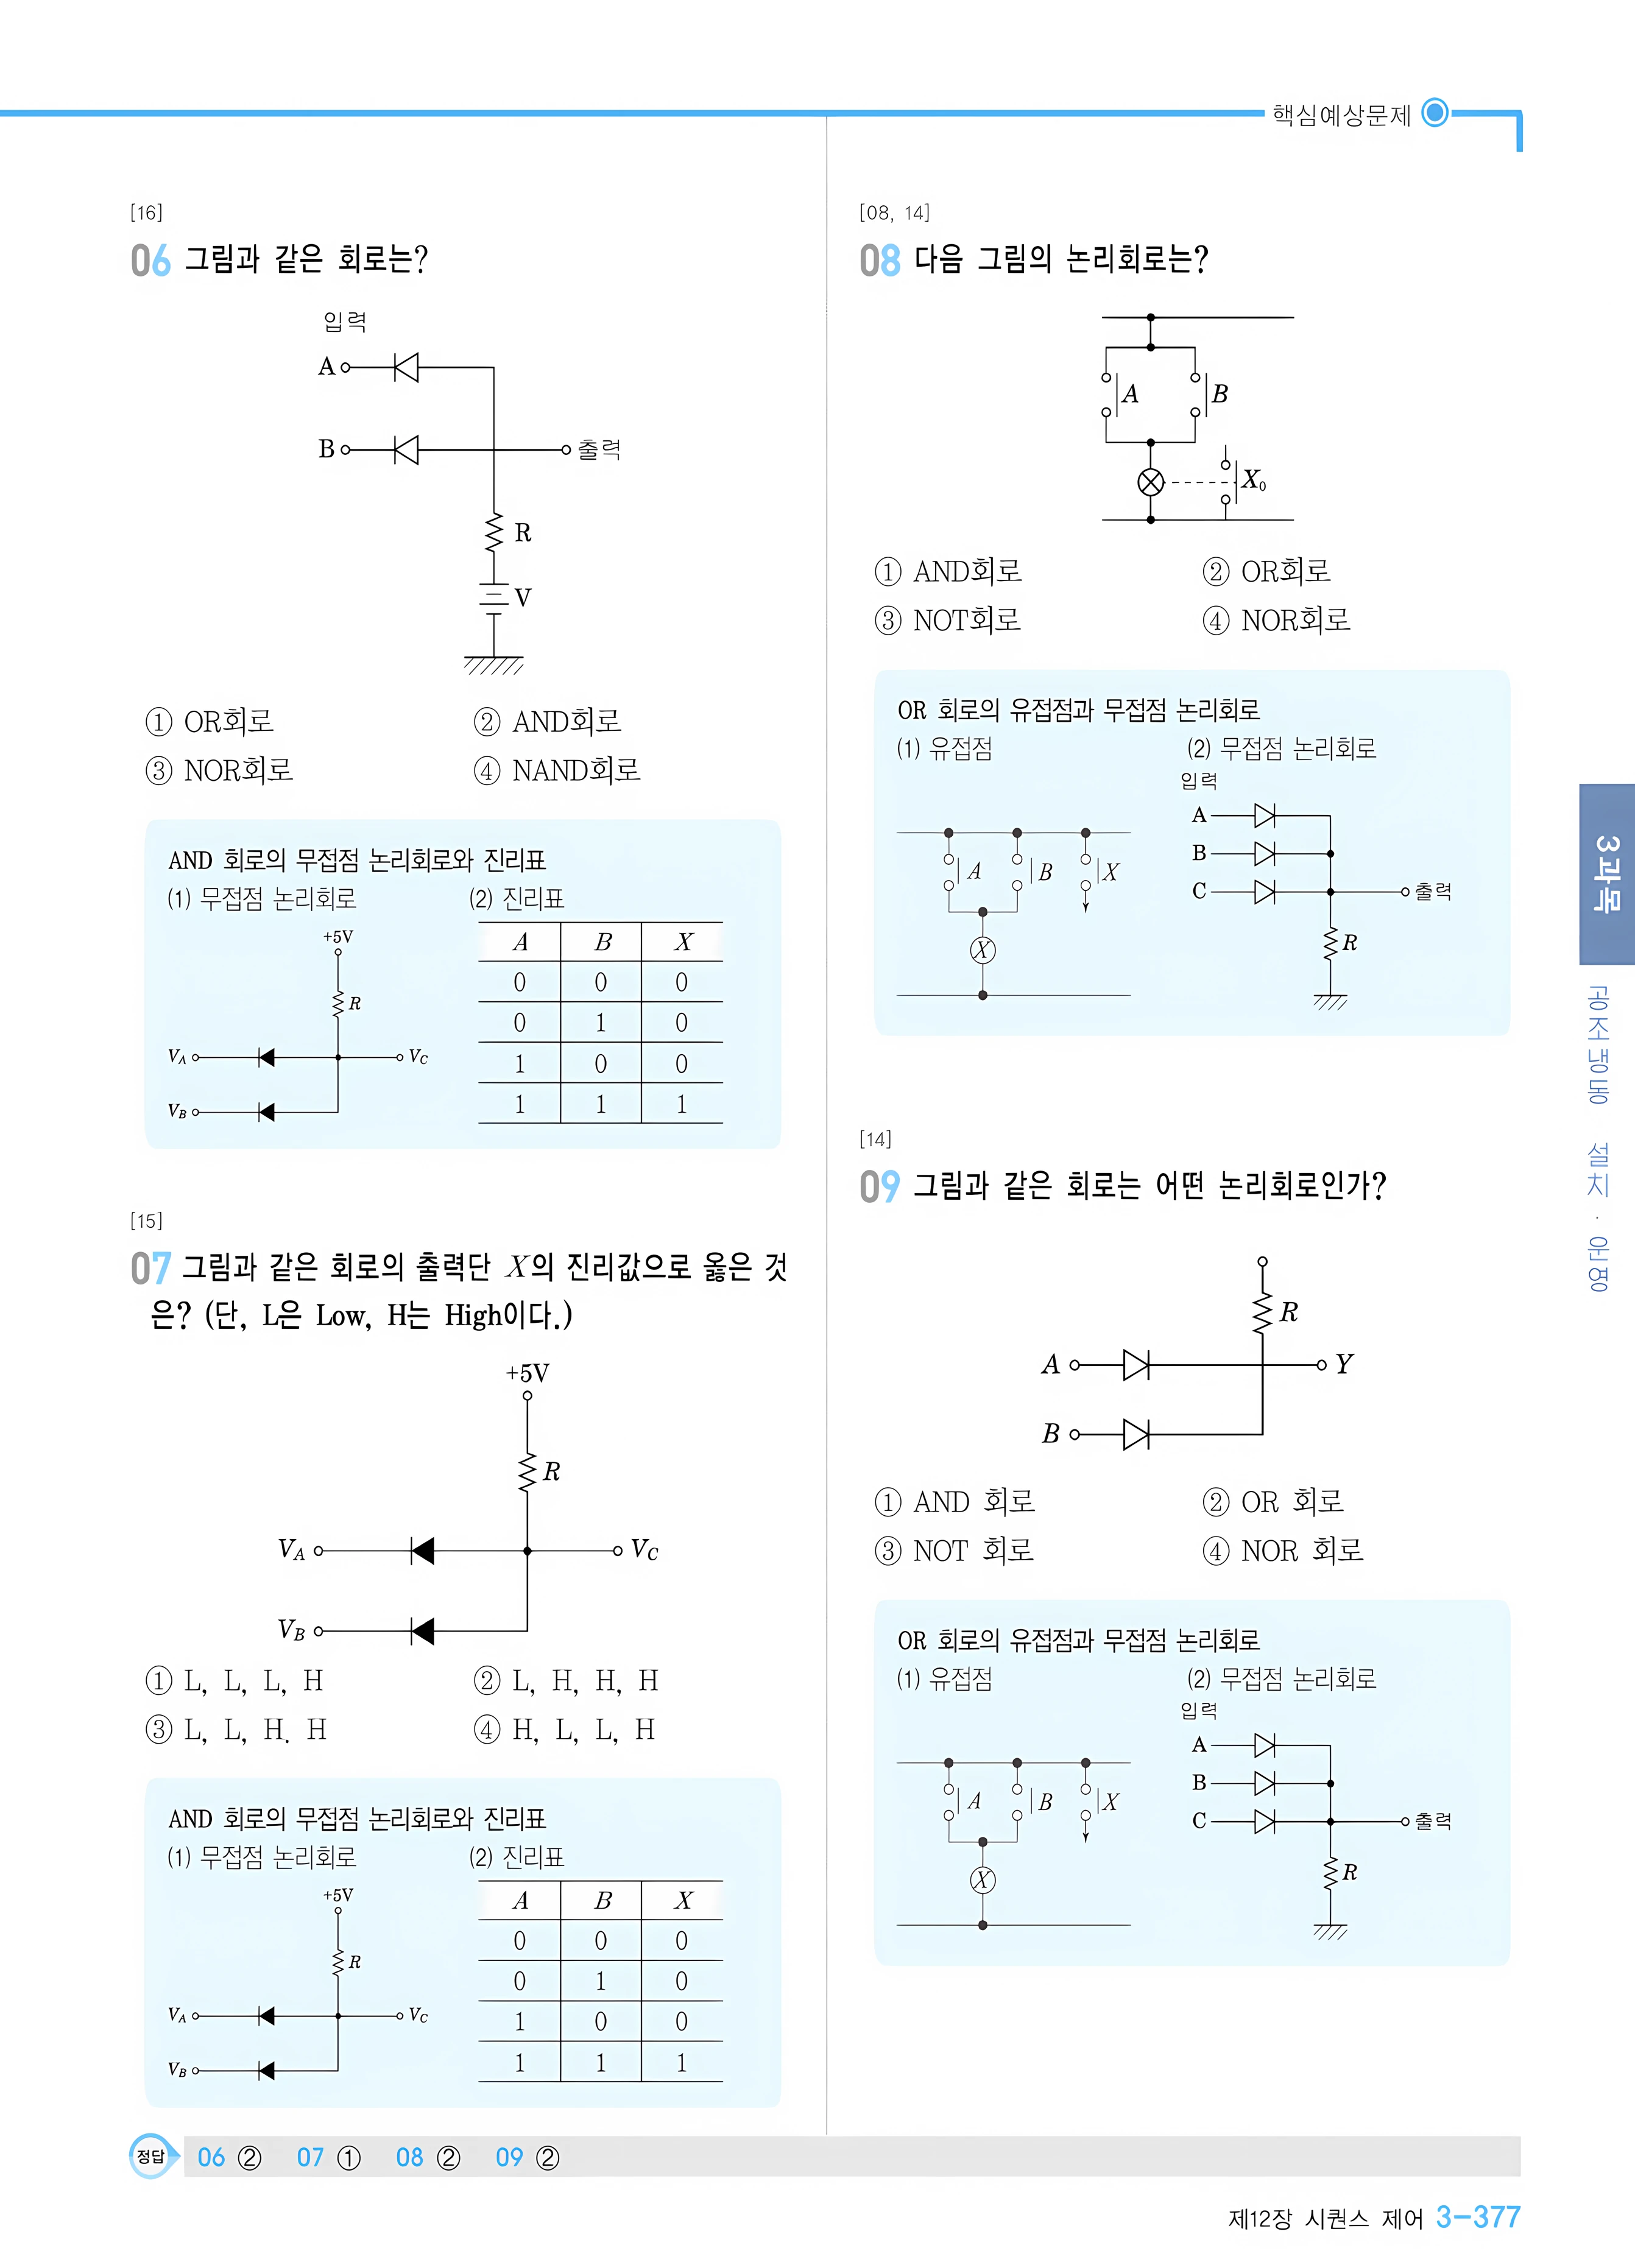 핵심예상문제
[16]
06 그림과 같은 회로는?
입력
A
B
출력
R
V
① OR회로 ② AND회로
③ NOR회로 ④ NAND회로
AND 회로의 무접점 논리회로와 진리표
(1) 무접점 논리회로 (2) 진리표
+5V
R
VA VC
VB
A B X
0 0 0
0 1 0
1 0 0
1 1 1
[15]
07 그림과 같은 회로의 출력단 X의 진리값으로 옳은 것
은? (단, L은 Low, H는 High이다.)
+5V
R
VA VC
VB
① L, L, L, H ② L, H, H, H
③ L, L, H. H ④ H, L, L, H
AND 회로의 무접점 논리회로와 진리표
(1) 무접점 논리회로 (2) 진리표
+5V
R
VA VC
VB
A B X
0 0 0
0 1 0
1 0 0
1 1 1
[08, 14]
08 다음 그림의 논리회로는?
A B
X0
① AND회로 ② OR회로
③ NOT회로 ④ NOR회로
OR 회로의 유접점과 무접점 논리회로
(1) 유접점 (2) 무접점 논리회로
입력
A
B
C
출력
R
A B X
X
[14]
09 그림과 같은 회로는 어떤 논리회로인가?
R
A Y
B
① AND 회로 ② OR 회로
③ NOT 회로 ④ NOR 회로
OR 회로의 유접점과 무접점 논리회로
(1) 유접점 (2) 무접점 논리회로
입력
A
B
C
출력
R
A B X
X
3과목
공조냉동 설치·운영
정답 06 ② 07 ① 08 ② 09 ②
제12장 시퀀스 제어 3-377